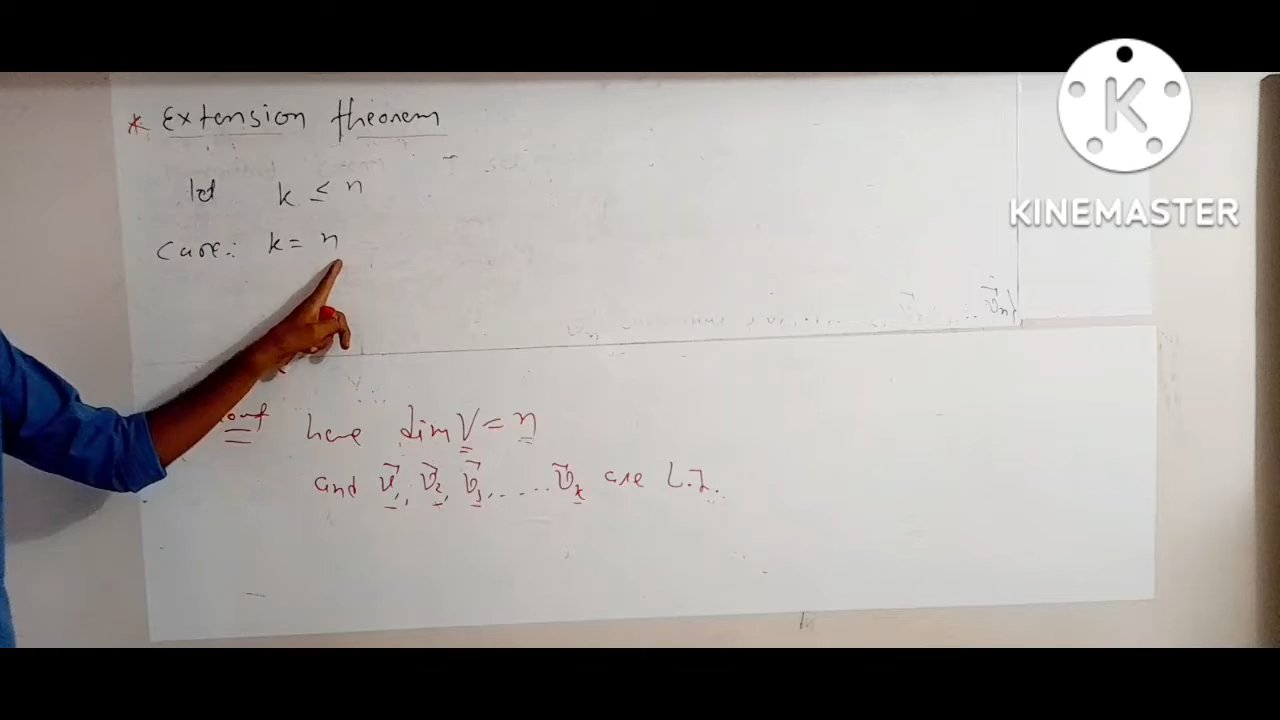 * Extension theorem
let k ≤ n
Case: k = n
KINEMASTER
here dim V = n
and v⃗₁, v⃗₂, v⃗₃, ..... v⃗ₖ are L.I.